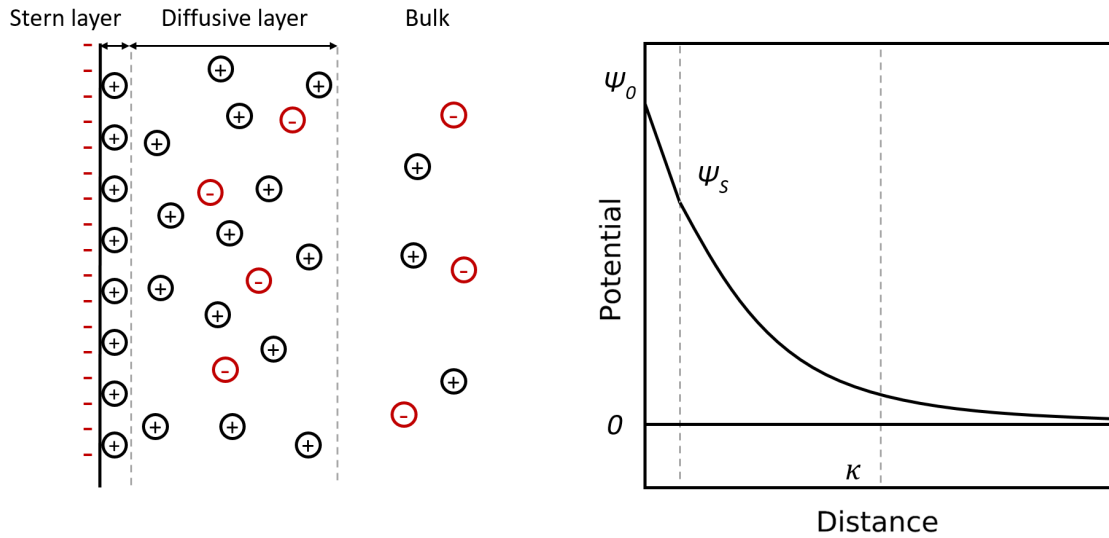 Stern layer
Diffusive layer
Bulk
Ψ0
ΨS
Potential
0
κ
Distance